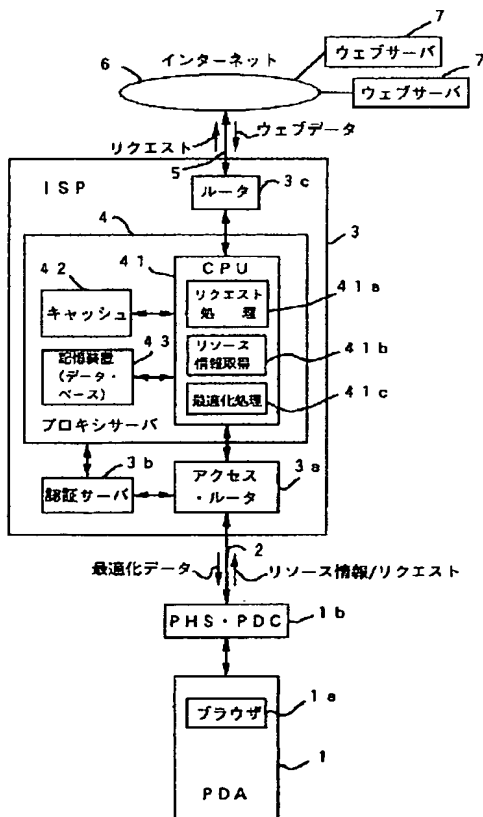 7
インターネット
ウェブサーバ
6
7
ウェブサーバ
リクエスト
ウェブデータ
5
ISP
ルータ
3c
4
3
41
CPU
42
リクエスト
処 理
41a
キャッシュ
リソース
情報取得
41b
43
記憶装置
(データ・
ベース)
最適化処理
41c
プロキシサーバ
3b
3a
認証サーバ
アクセス
・ルータ
2
最適化データ
リソース情報/リクエスト
PHS・PDC
1b
ブラウザ
1a
1
PDA